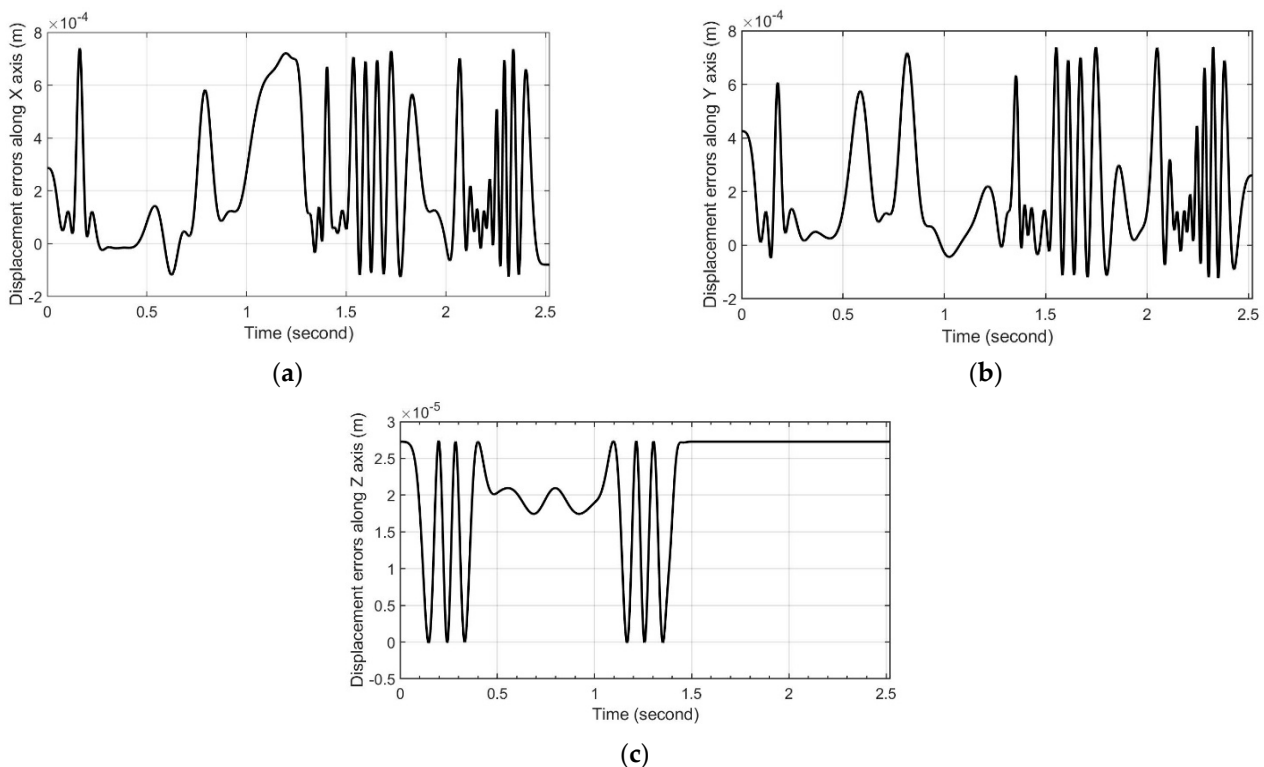 ×10⁻⁴
Displacement errors along X axis (m)
8
6
4
2
0
-2
0 0.5 1 1.5 2 2.5
Time (second)
(a)
×10⁻⁴
Displacement errors along Y axis (m)
8
6
4
2
0
-2
0 0.5 1 1.5 2 2.5
Time (second)
(b)
×10⁻⁵
Displacement errors along Z axis (m)
3
2.5
2
1.5
1
0.5
0
-0.5
0 0.5 1 1.5 2 2.5
Time (second)
(c)